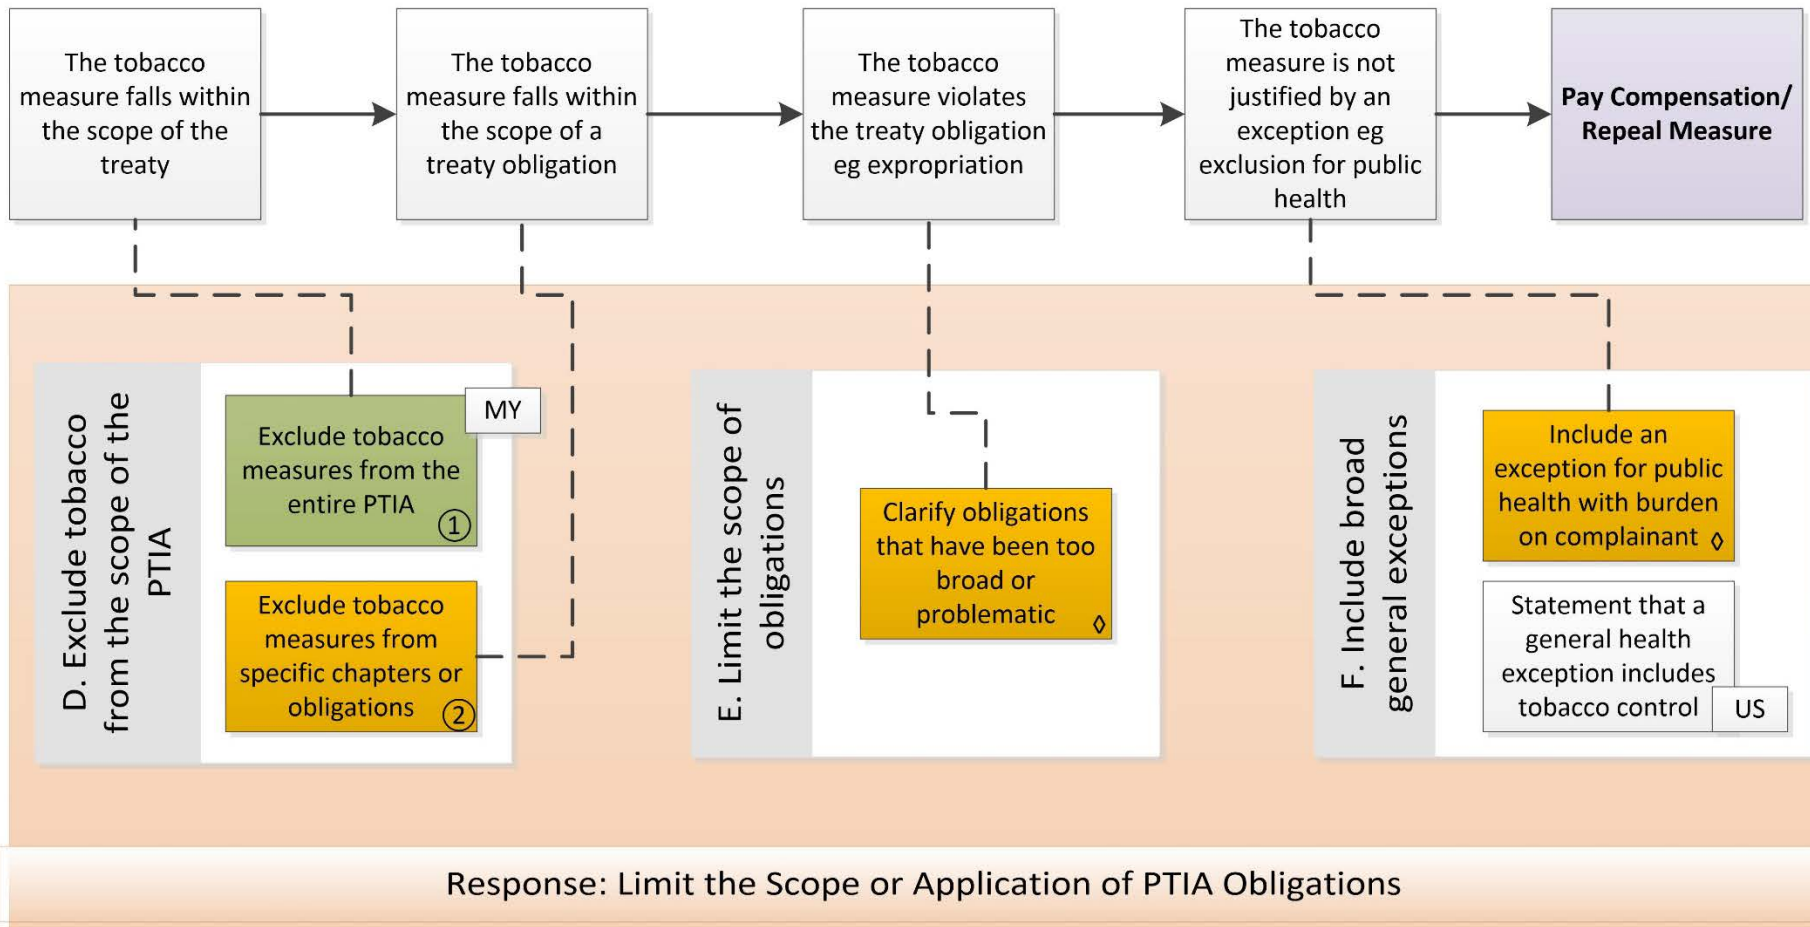 The tobacco
measure falls within
the scope of the
treaty
The tobacco
measure falls within
the scope of a
treaty obligation
The tobacco
measure violates
the treaty obligation
eg expropriation
The tobacco
measure is not
justified by an
exception eg
exclusion for public
health
Pay Compensation/
Repeal Measure
D. Exclude tobacco
from the scope of the
PTIA
MY
Exclude tobacco
measures from the
entire PTIA
①
Exclude tobacco
measures from
specific chapters or
obligations
②
E. Limit the scope of
obligations
Clarify obligations
that have been too
broad or
problematic ◊
F. Include broad
general exceptions
Include an
exception for public
health with burden
on complainant ◊
Statement that a
general health
exception includes
tobacco control
US
Response: Limit the Scope or Application of PTIA Obligations